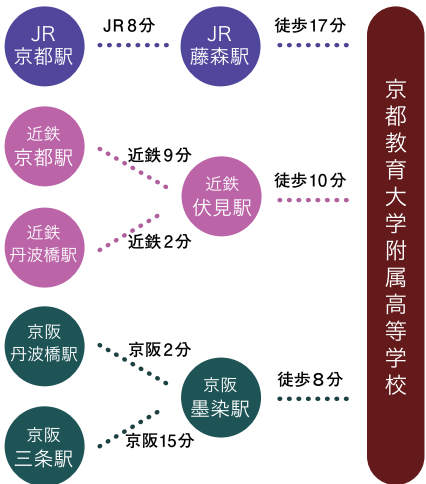 JR
京都駅
JR8分
JR
藤森駅
徒歩17分
近鉄
京都駅
近鉄9分
近鉄
伏見駅
徒歩10分
近鉄
丹波橋駅
近鉄2分
京阪
丹波橋駅
京阪2分
京阪
墨染駅
徒歩8分
京阪
三条駅
京阪15分
京都教育大学附属高等学校